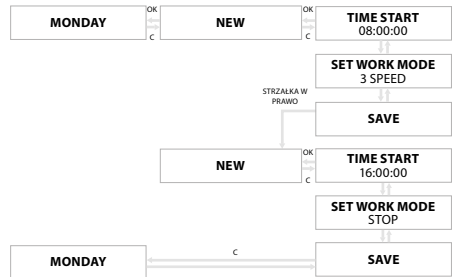 MONDAY
OK
C
NEW
OK
C
TIME START
08:00:00
SET WORK MODE
3 SPEED
STRZAŁKA W
PRAWO
SAVE
NEW
OK
C
TIME START
16:00:00
SET WORK MODE
STOP
MONDAY
C
SAVE